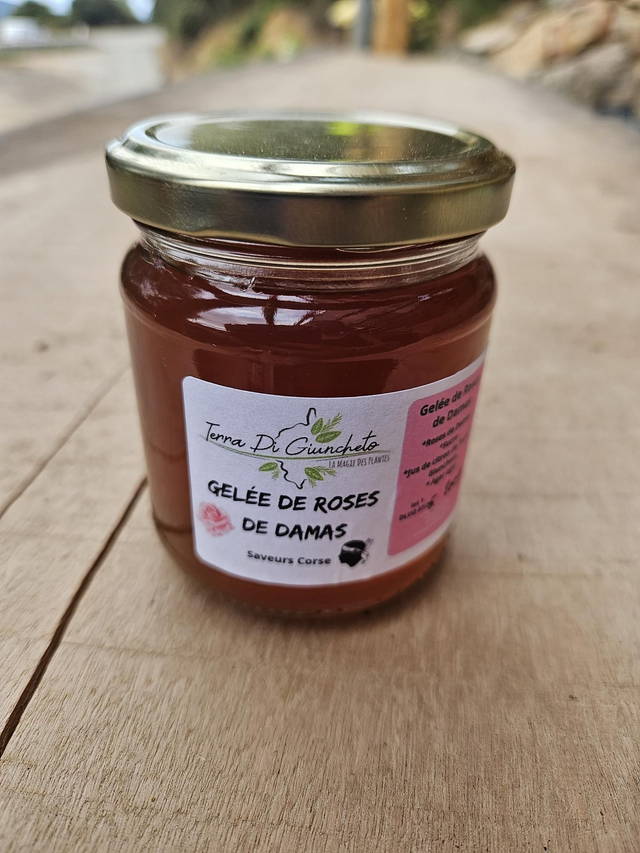 Terra Di Giuncheto
LA MAGIE DES PLANTES
GELÉE DE ROSES
DE DAMAS
Saveurs Corse
Gelée de Roses
de Damas
*Roses de
*Sucre
*Jus de citron